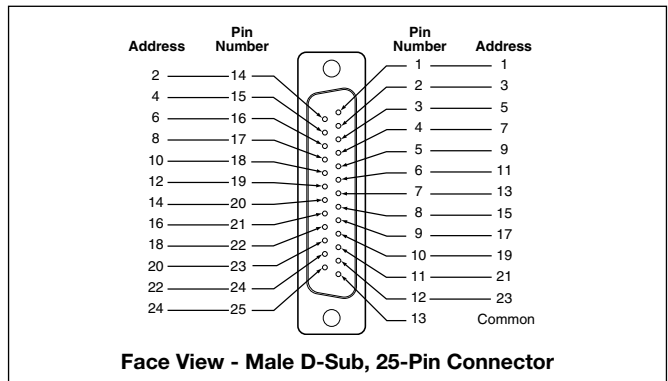 Address Pin Number Pin Number Address
1 1
2 14 2 3
4 15 3 5
6 16 4 7
8 17 5 9
10 18 6 11
12 19 7 13
14 20 8 15
16 21 9 17
18 22 10 19
20 23 11 21
22 24 12 23
24 25 13 Common
Face View - Male D-Sub, 25-Pin Connector